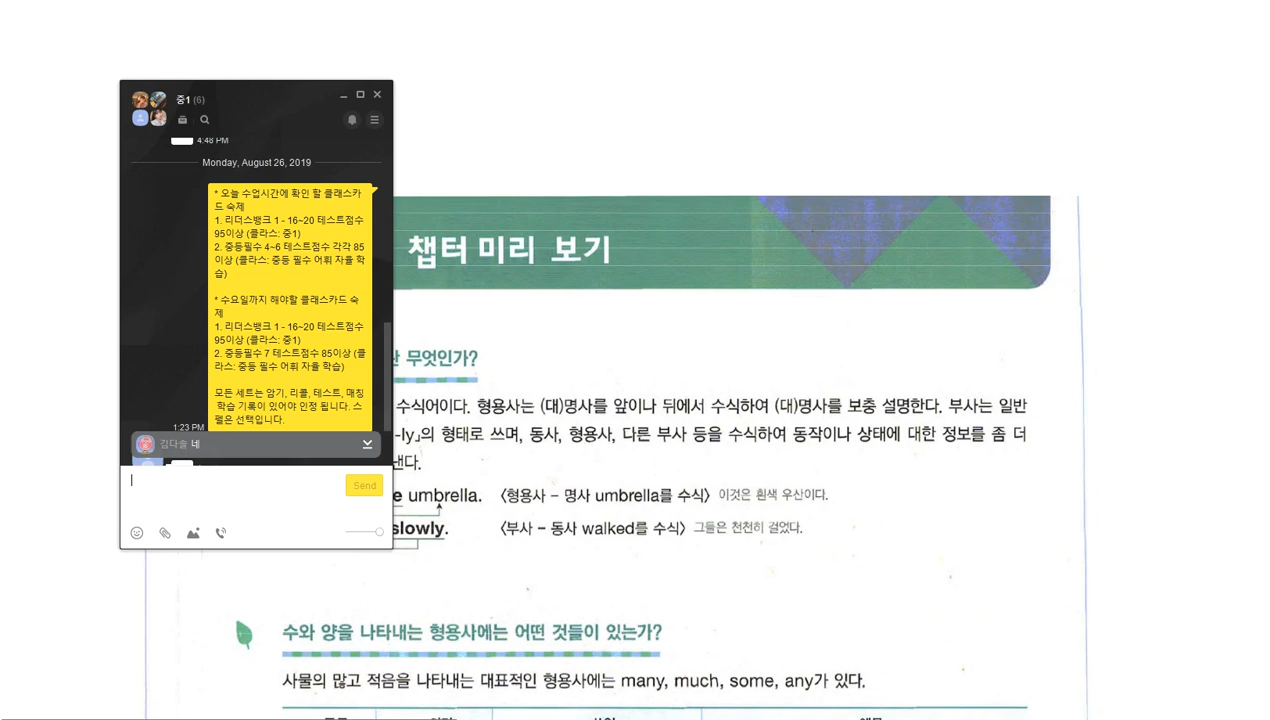 중1 (6)
4:48 PM
Monday, August 26, 2019
* 오늘 수업시간에 확인 할 클래스카
드 숙제
1. 리더스뱅크 1 - 16~20 테스트점수
95이상 (클라스: 중1)
2. 중등필수 4~6 테스트점수 각각 85
이상 (클라스: 중등 필수 어휘 자율 학
습)
* 수요일까지 해야할 클래스카드 숙
제
1. 리더스뱅크 1 - 16~20 테스트점수
95이상 (클라스: 중1)
2. 중등필수 7 테스트점수 85이상 (클
라스: 중등 필수 어휘 자율 학습)
모든 세트는 암기, 리콜, 테스트, 매칭
학습 기록이 있어야 인정 됩니다. 스
펠은 선택입니다.
1:23 PM
김다솔 네
Send
챕터 미리 보기
란 무엇인가?
수식어이다. 형용사는 (대)명사를 앞이나 뒤에서 수식하여 (대)명사를 보충 설명한다. 부사는 일반
-ly」의 형태로 쓰며, 동사, 형용사, 다른 부사 등을 수식하여 동작이나 상태에 대한 정보를 좀 더
낸다.
e umbrella. 〈형용사 – 명사 umbrella를 수식〉 이것은 흰색 우산이다.
slowly. 〈부사 – 동사 walked를 수식〉 그들은 천천히 걸었다.
수와 양을 나타내는 형용사에는 어떤 것들이 있는가?
사물의 많고 적음을 나타내는 대표적인 형용사에는 many, much, some, any가 있다.